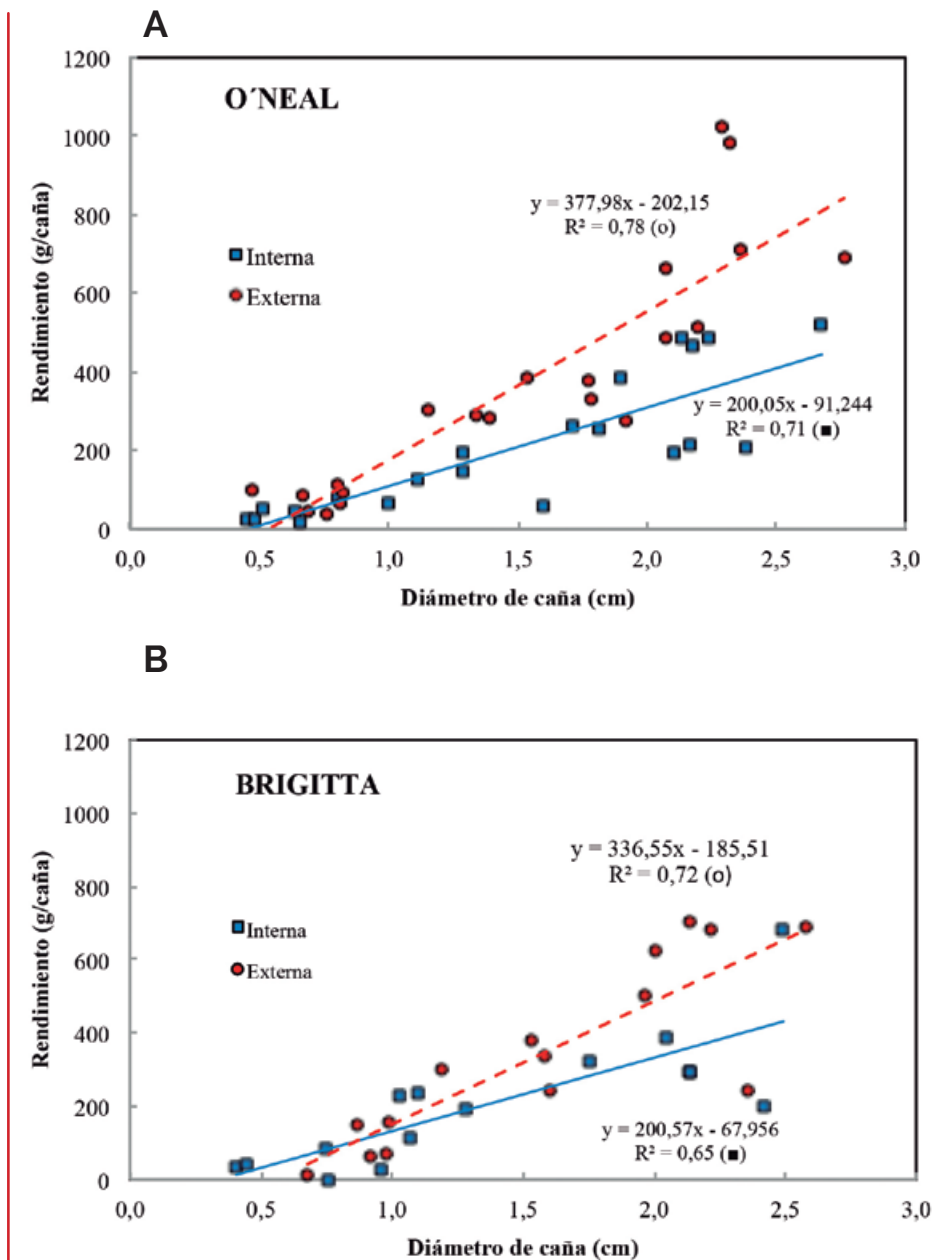 A
1200
1000
800
600
400
200
0
Rendimiento (g/caña)
O´NEAL
Interna
Externa
y = 377,98x - 202,15
R² = 0,78 (o)
y = 200,05x - 91,244
R² = 0,71 (■)
0,0 0,5 1,0 1,5 2,0 2,5 3,0
Diámetro de caña (cm)
B
1200
1000
800
600
400
200
0
Rendimiento (g/caña)
BRIGITTA
Interna
Externa
y = 336,55x - 185,51
R² = 0,72 (o)
y = 200,57x - 67,956
R² = 0,65 (■)
0,0 0,5 1,0 1,5 2,0 2,5 3,0
Diámetro de caña (cm)